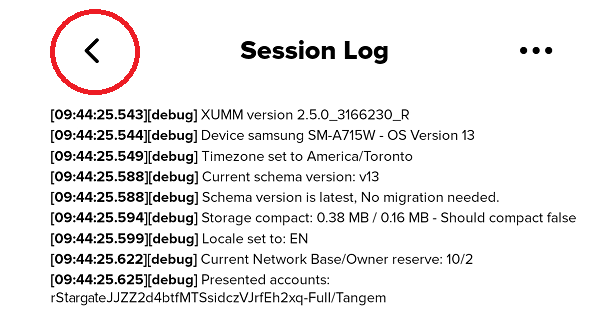 Session Log
[09:44:25.543][debug] XUMM version 2.5.0_3166230_R
[09:44:25.544][debug] Device samsung SM-A715W - OS Version 13
[09:44:25.549][debug] Timezone set to America/Toronto
[09:44:25.588][debug] Current schema version: v13
[09:44:25.588][debug] Schema version is latest, No migration needed.
[09:44:25.594][debug] Storage compact: 0.38 MB / 0.16 MB - Should compact false
[09:44:25.599][debug] Locale set to: EN
[09:44:25.622][debug] Current Network Base/Owner reserve: 10/2
[09:44:25.625][debug] Presented accounts:
rStargateJJZZ2d4btfMTSsidczVJrfEh2xq-Full/Tangem